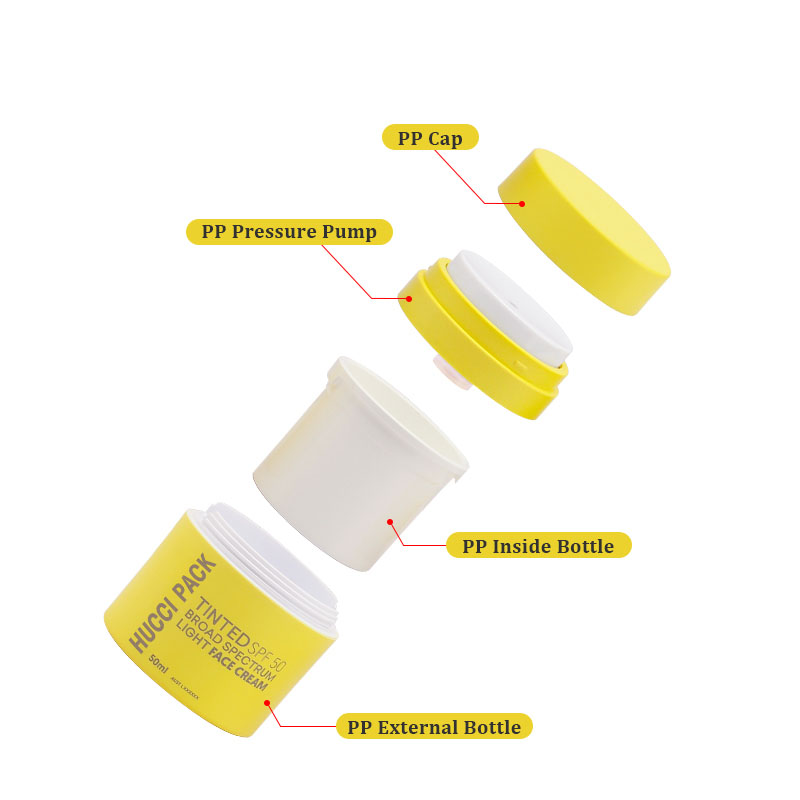 PP Cap
PP Pressure Pump
PP Inside Bottle
HUCCI PACK
TINTED SPF 50
BROAD SPECTRUM
LIGHT FACE CREAM
50ml
PP External Bottle